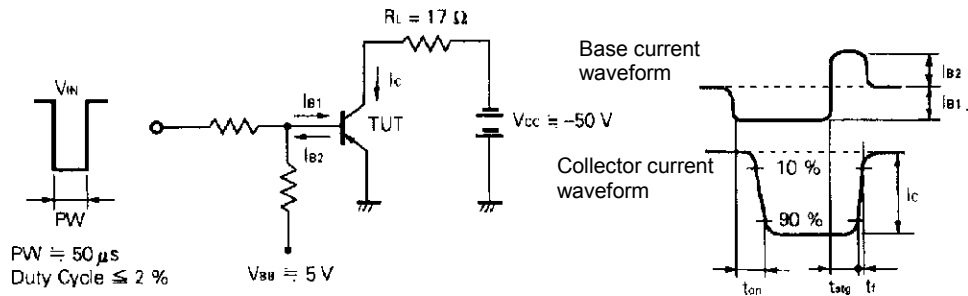 RL = 17 Ω
VIN
IC
IB1
TUT
IB2
VCC ≒ −50 V
PW
PW ≒ 50 μs
Duty Cycle ≦ 2 %
VBB ≒ 5 V
Base current
waveform
IB2
IB1
Collector current
waveform
10 %
90 %
IC
ton
tstg
tf